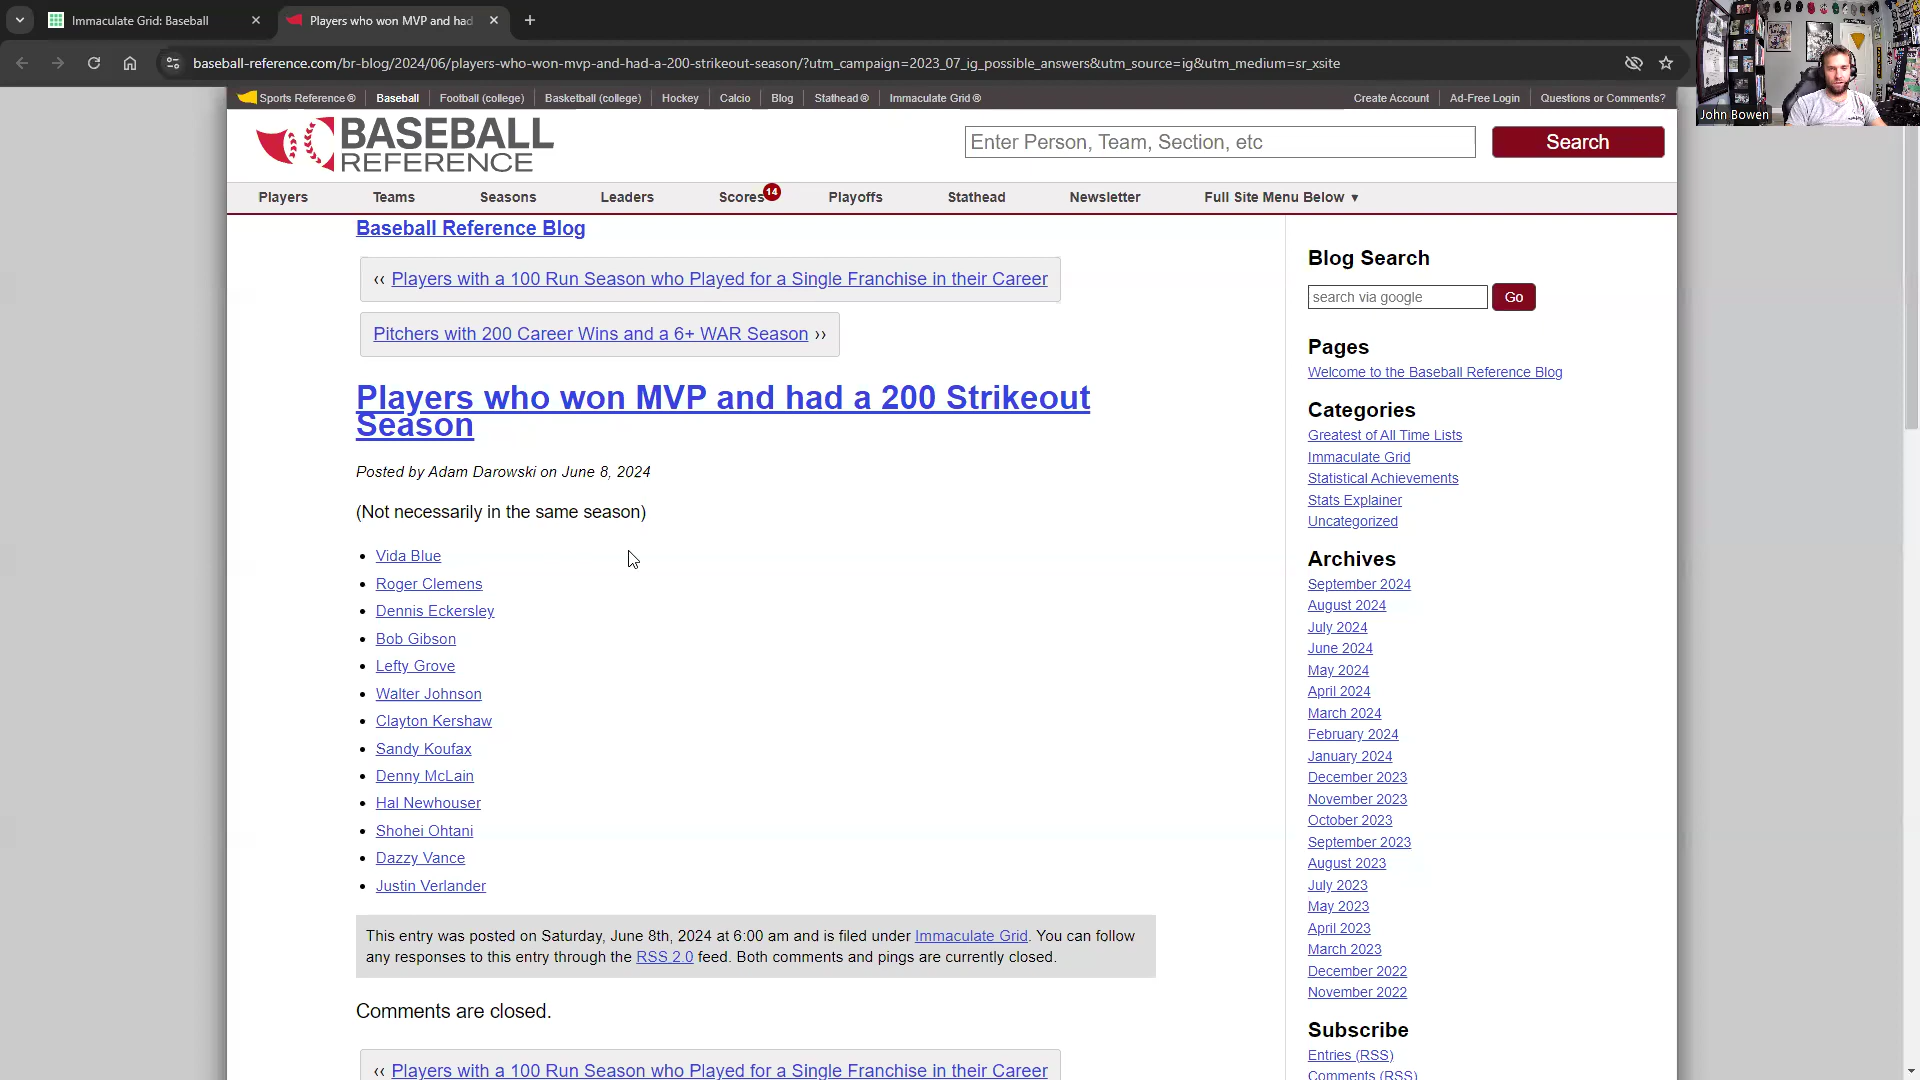 Immaculate Grid: Baseball
Players who won MVP and had
baseball-reference.com/br-blog/2024/06/players-who-won-mvp-and-had-a-200-strikeout-season/?utm_campaign=2023_07_ig_possible_answers&utm_source=ig&utm_medium=sr_xsite
John Bowen
Sports Reference ®
Baseball
Football (college)
Basketball (college)
Hockey
Calcio
Blog
Stathead ®
Immaculate Grid ®
Create Account
Ad-Free Login
Questions or Comments?
BASEBALL
REFERENCE
Enter Person, Team, Section, etc
Search
Players
Teams
Seasons
Leaders
Scores 14
Playoffs
Stathead
Newsletter
Full Site Menu Below ▼
Baseball Reference Blog
‹‹ Players with a 100 Run Season who Played for a Single Franchise in their Career
Pitchers with 200 Career Wins and a 6+ WAR Season ››
Players who won MVP and had a 200 Strikeout
Season
Posted by Adam Darowski on June 8, 2024
(Not necessarily in the same season)
• Vida Blue
• Roger Clemens
• Dennis Eckersley
• Bob Gibson
• Lefty Grove
• Walter Johnson
• Clayton Kershaw
• Sandy Koufax
• Denny McLain
• Hal Newhouser
• Shohei Ohtani
• Dazzy Vance
• Justin Verlander
This entry was posted on Saturday, June 8th, 2024 at 6:00 am and is filed under Immaculate Grid. You can follow
any responses to this entry through the RSS 2.0 feed. Both comments and pings are currently closed.
Comments are closed.
‹‹ Players with a 100 Run Season who Played for a Single Franchise in their Career
Blog Search
search via google
Go
Pages
Welcome to the Baseball Reference Blog
Categories
Greatest of All Time Lists
Immaculate Grid
Statistical Achievements
Stats Explainer
Uncategorized
Archives
September 2024
August 2024
July 2024
June 2024
May 2024
April 2024
March 2024
February 2024
January 2024
December 2023
November 2023
October 2023
September 2023
August 2023
July 2023
May 2023
April 2023
March 2023
December 2022
November 2022
Subscribe
Entries (RSS)
Comments (RSS)